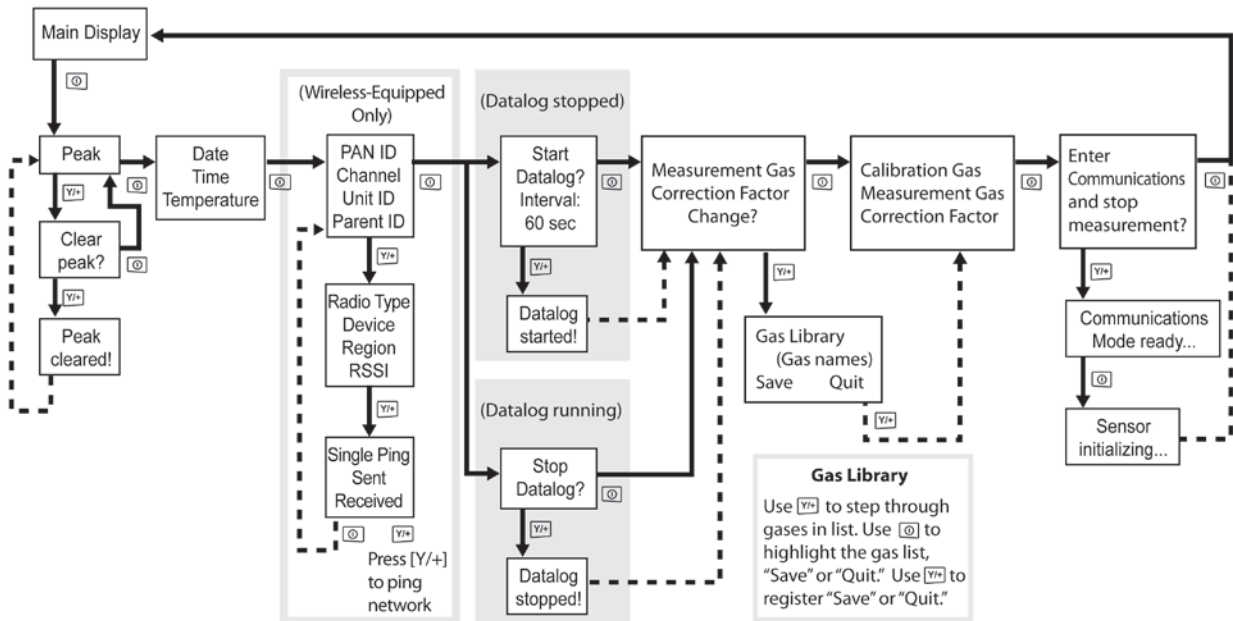 Main Display
Peak
Y/+
Clear
peak?
Y/+
Peak
cleared!
Date
Time
Temperature
(Wireless-Equipped
Only)
PAN ID
Channel
Unit ID
Parent ID
Y/+
Radio Type
Device
Region
RSSI
Y/+
Single Ping
Sent
Received
Y/+
Press [Y/+]
to ping
network
(Datalog stopped)
Start
Datalog?
Interval:
60 sec
Y/+
Datalog
started!
(Datalog running)
Stop
Datalog?
Y/+
Datalog
stopped!
Measurement Gas
Correction Factor
Change?
Y/+
Gas Library
(Gas names)
Save Quit
Y/+
Calibration Gas
Measurement Gas
Correction Factor
Enter
Communications
and stop
measurement?
Y/+
Communications
Mode ready...
Sensor
initializing...
Gas Library
Use Y/+ to step through
gases in list. Use to
highlight the gas list,
“Save” or “Quit.” Use Y/+ to
register “Save” or “Quit.”